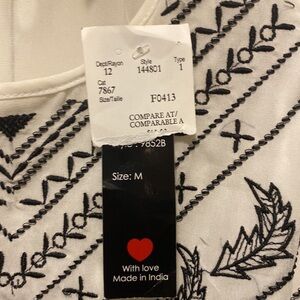 Dept/Rayon Style Type
12 144801 1
Cat
7867
Size/Taille F0413
COMPARE AT/
COMPARABLE A
9852B
Size: M
With love
Made in India